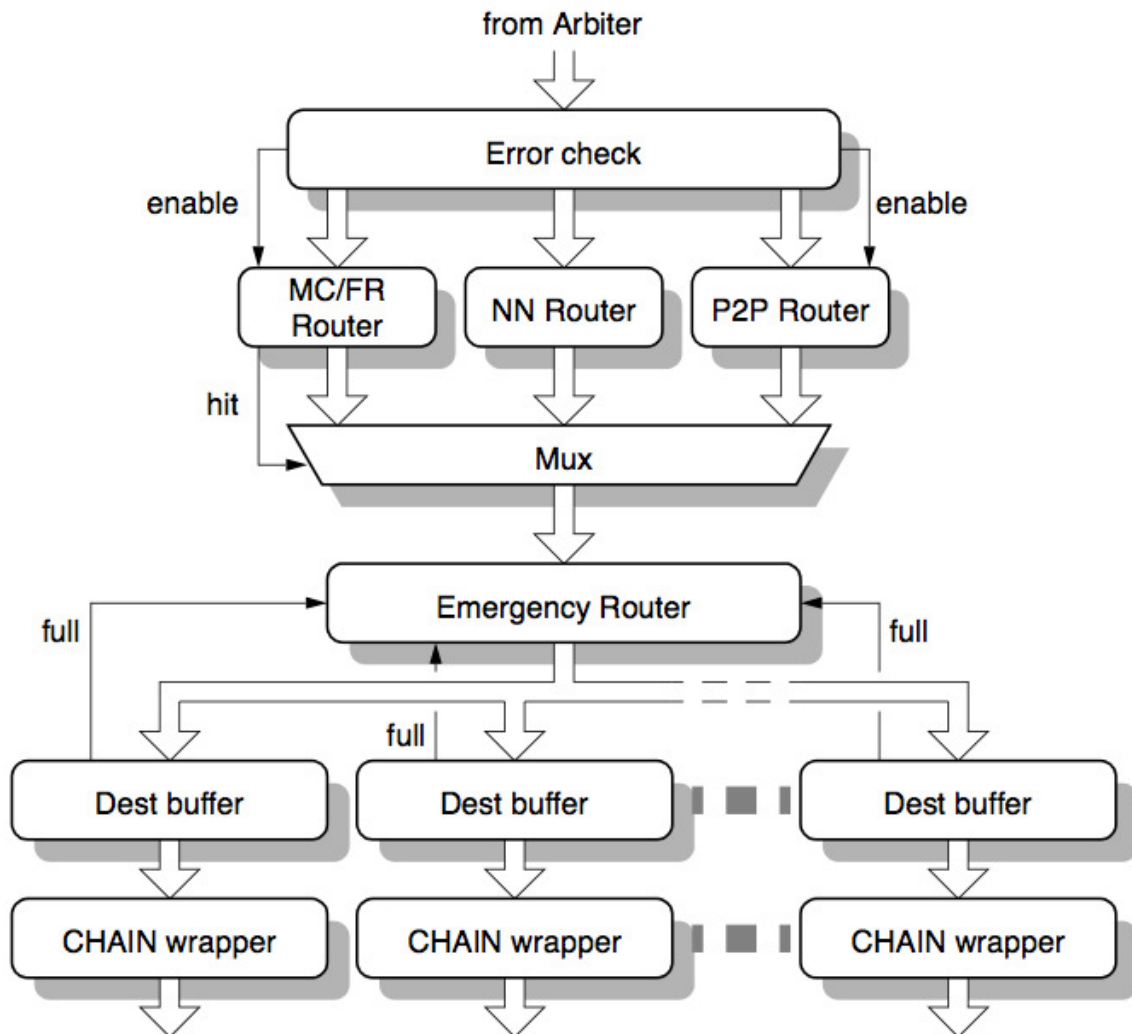 from Arbiter
Error check
enable
enable
MC/FR
Router
NN Router
P2P Router
hit
Mux
Emergency Router
full
full
full
Dest buffer
Dest buffer
Dest buffer
CHAIN wrapper
CHAIN wrapper
CHAIN wrapper